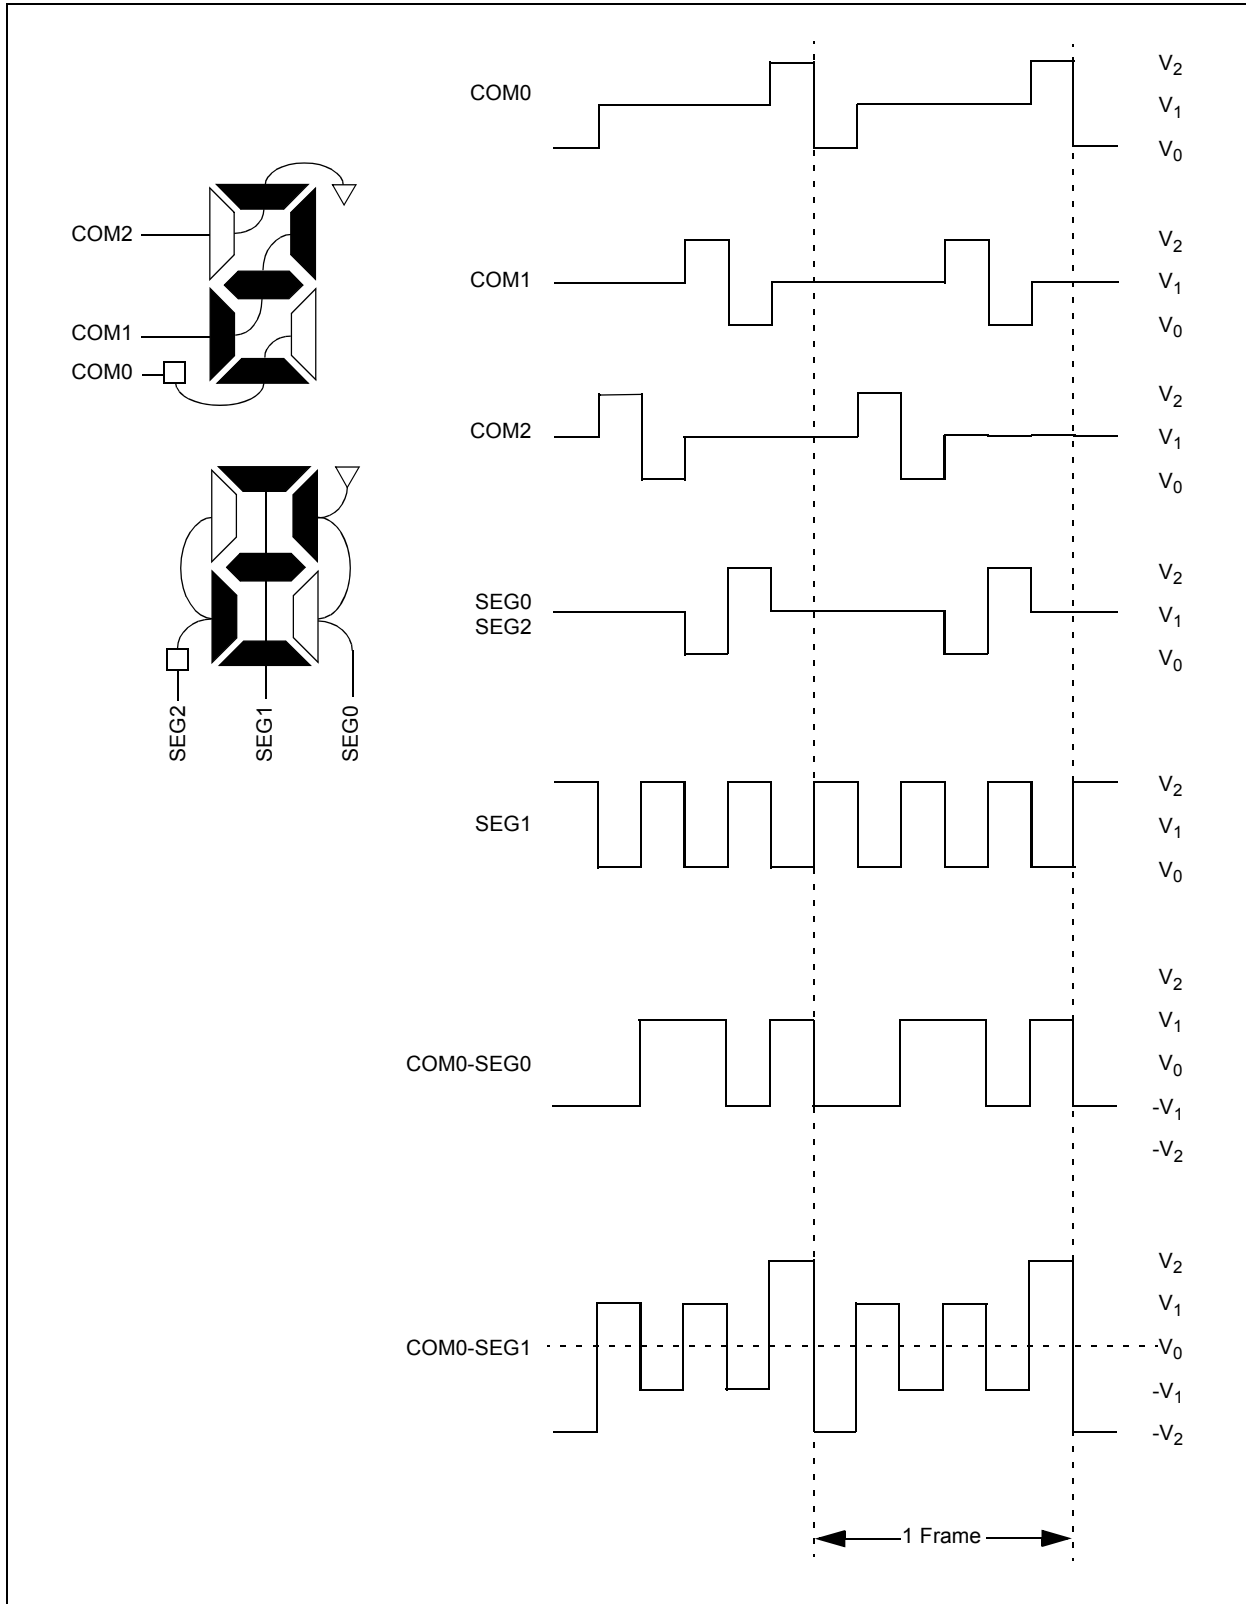 COM0
V2
V1
V0
COM2
COM1
COM0
COM1
V2
V1
V0
COM2
V2
V1
V0
SEG0
SEG2
V2
V1
V0
SEG2
SEG1
SEG0
SEG1
V2
V1
V0
COM0-SEG0
V2
V1
V0
-V1
-V2
COM0-SEG1
V2
V1
V0
-V1
-V2
1 Frame